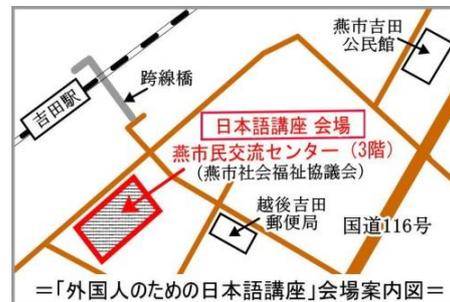 燕市吉田
公民館
吉田駅
跨線橋
日本語講座 会場
燕市民交流センター（3階）
（燕市社会福祉協議会）
越後吉田
郵便局
国道116号
＝「外国人のための日本語講座」会場案内図＝